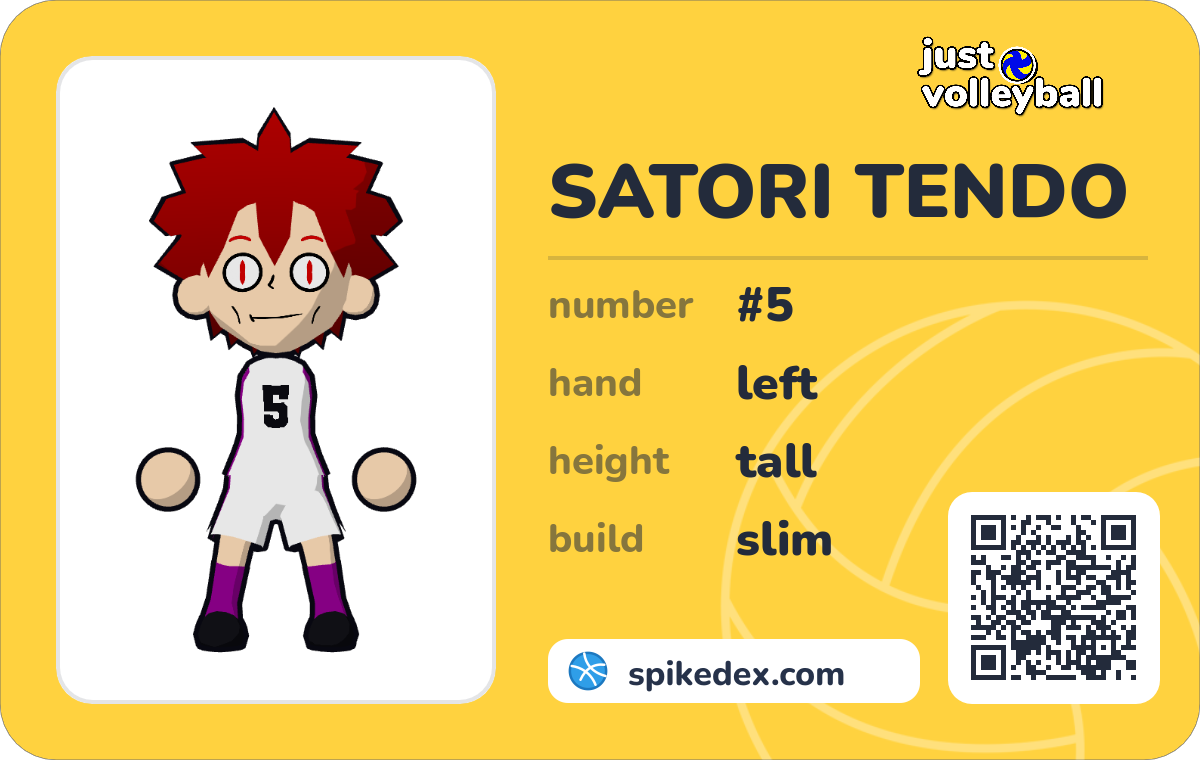 just
volleyball
SATORI TENDO
number #5
hand left
height tall
build slim
5
spikedex.com